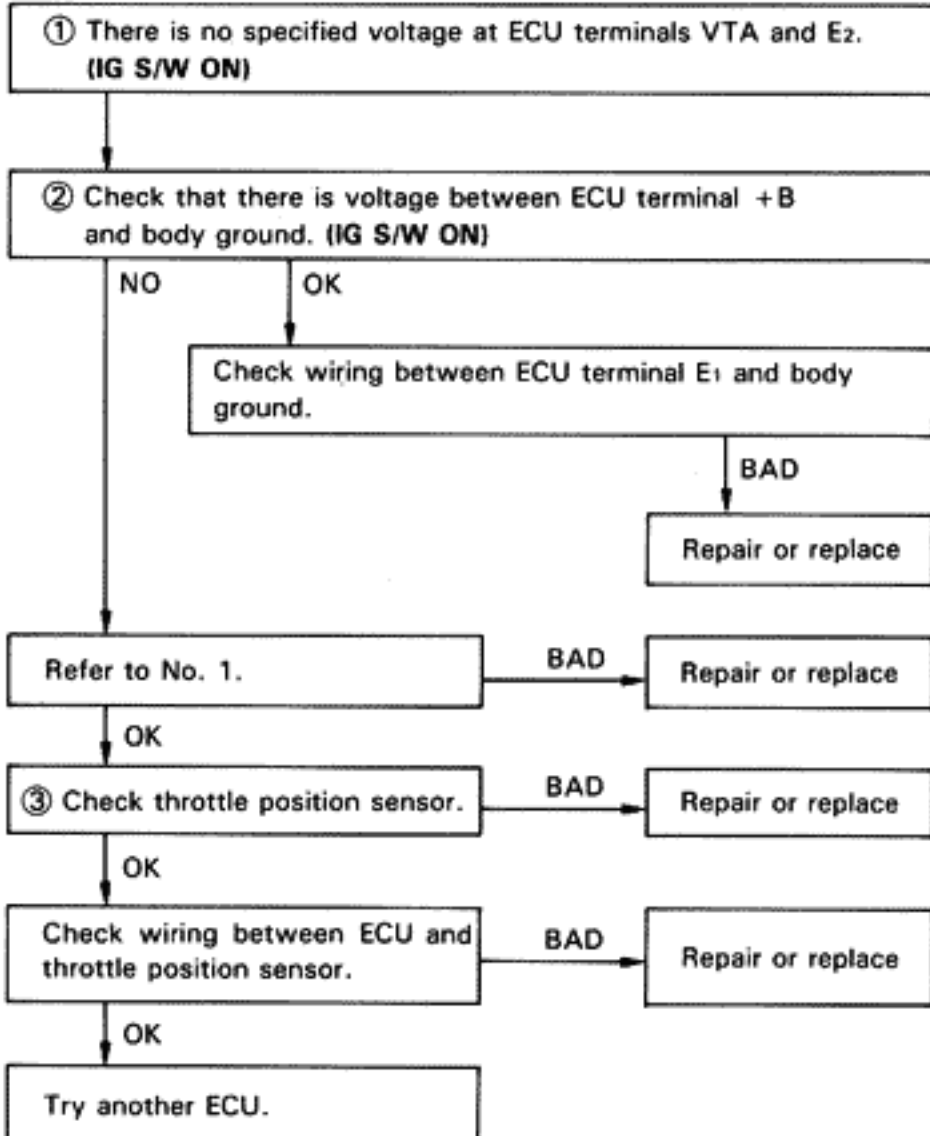 ① There is no specified voltage at ECU terminals VTA and E₂.
(IG S/W ON)
② Check that there is voltage between ECU terminal +B
and body ground. (IG S/W ON)
NO
OK
Check wiring between ECU terminal E₁ and body
ground.
BAD
Repair or replace
Refer to No. 1.
BAD
Repair or replace
OK
③ Check throttle position sensor.
BAD
Repair or replace
OK
Check wiring between ECU and
throttle position sensor.
BAD
Repair or replace
OK
Try another ECU.